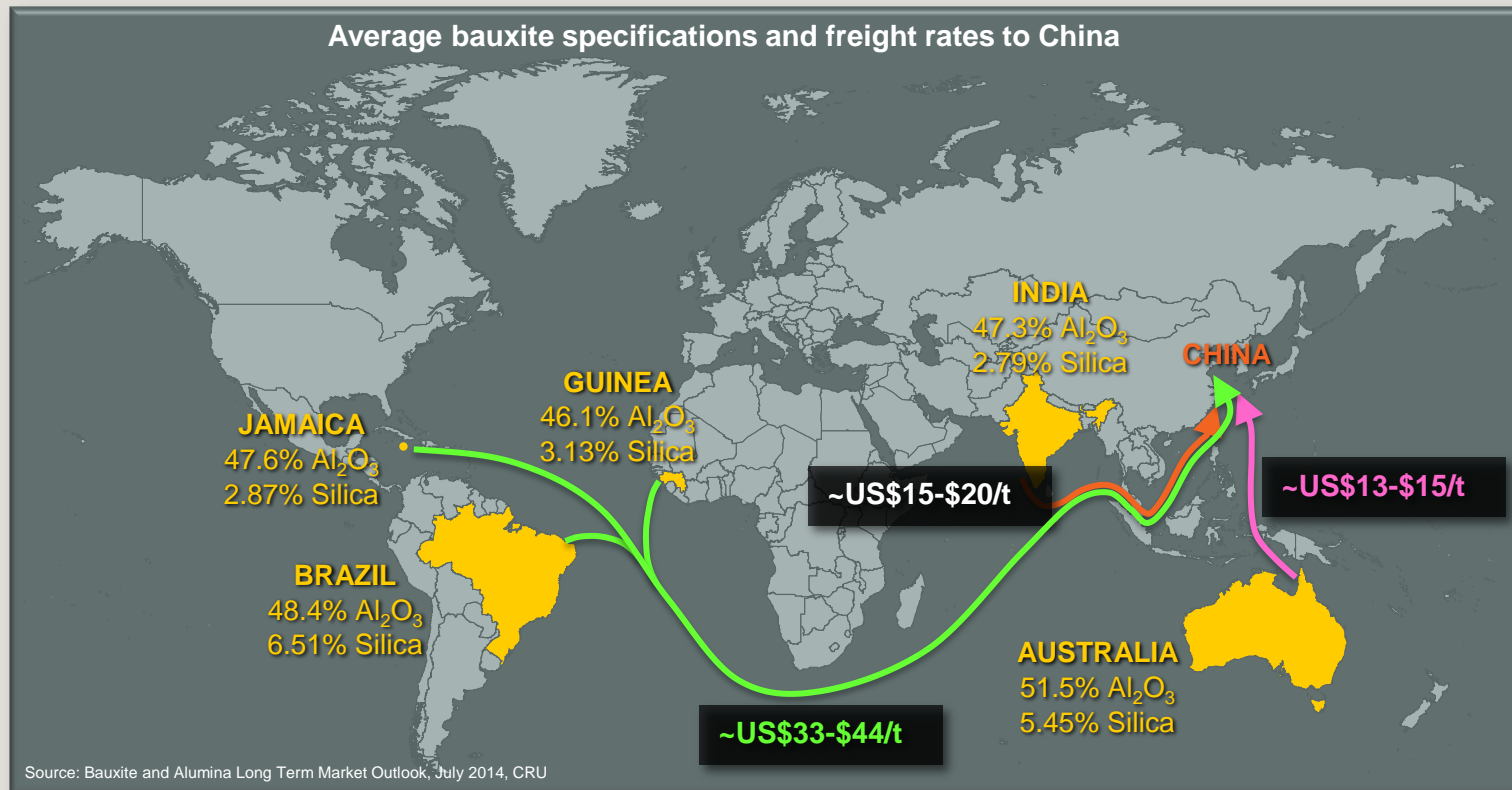 Average bauxite specifications and freight rates to China
INDIA
47.3% Al₂O₃
2.79% Silica
CHINA
GUINEA
46.1% Al₂O₃
3.13% Silica
JAMAICA
47.6% Al₂O₃
2.87% Silica
~US$15-$20/t
~US$13-$15/t
BRAZIL
48.4% Al₂O₃
6.51% Silica
AUSTRALIA
51.5% Al₂O₃
5.45% Silica
~US$33-$44/t
Source: Bauxite and Alumina Long Term Market Outlook, July 2014, CRU